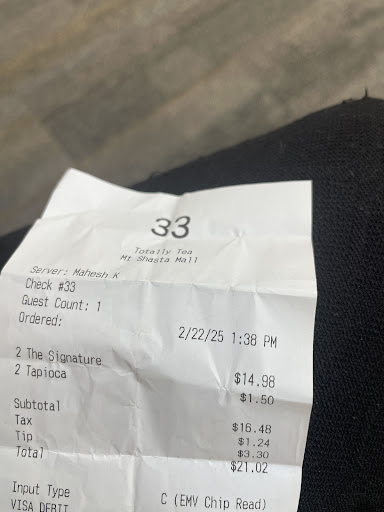 33
Totally Tea
Mt Shasta Mall
Server: Mahesh K
Check #33
Guest Count: 1
Ordered:
2/22/25 1:38 PM
2 The Signature $14.98
2 Tapioca $1.50
Subtotal $16.48
Tax $1.24
Tip $3.30
Total $21.02
Input Type C (EMV Chip Read)
VISA DEBIT